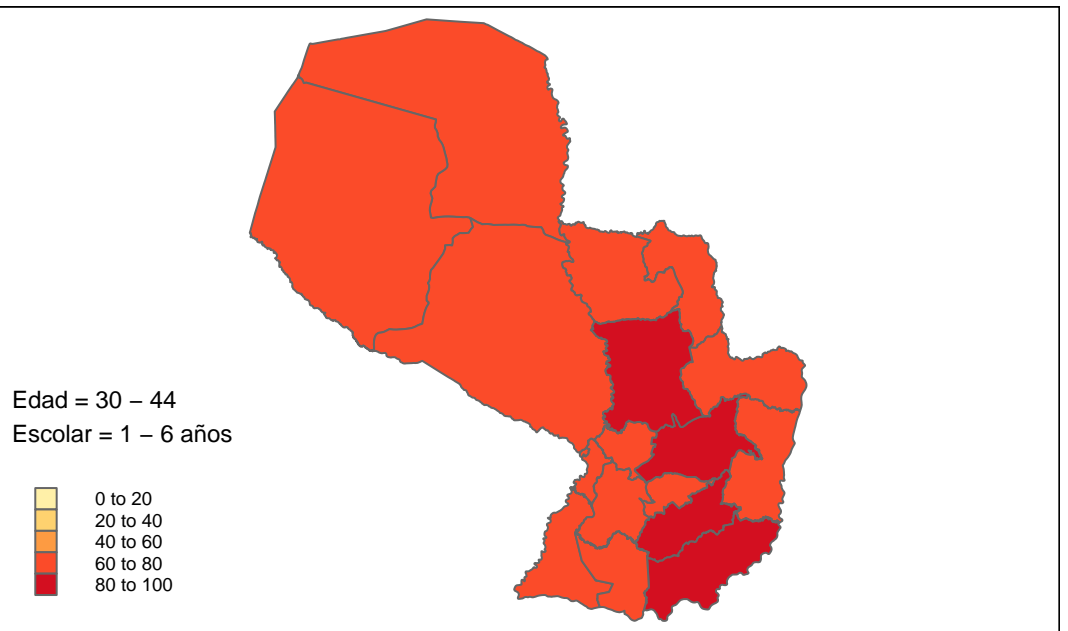 Edad = 30 − 44
Escolar = 1 − 6 años
0 to 20
20 to 40
40 to 60
60 to 80
80 to 100